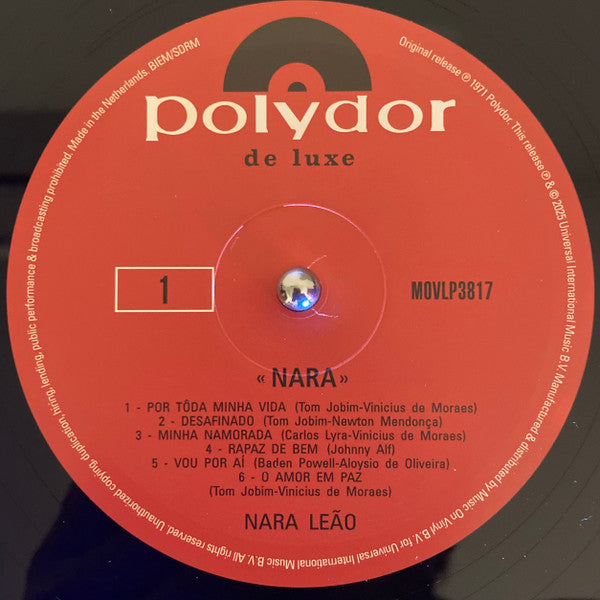 polydor
de luxe
1
MOVLP3817
«NARA»
1 - POR TÔDA MINHA VIDA (Tom Jobim-Vinicius de Moraes)
2 - DESAFINADO (Tom Jobim-Newton Mendonça)
3 - MINHA NAMORADA (Carlos Lyra-Vinicius de Moraes)
4 - RAPAZ DE BEM (Johnny Alf)
5 - VOU POR AÍ (Baden Powell-Aloysio de Oliveira)
6 - O AMOR EM PAZ
(Tom Jobim-Vinicius de Moraes)
NARA LEÃO
Original release ℗ 1971 Polydor. This release ℗ & © 2025 Universal International Music B.V. Manufactured & distributed by Music On Vinyl B.V. for Universal International Music B.V. All rights reserved. Unauthorized copying, duplication, hiring, lending, public performance & broadcasting prohibited. Made in the Netherlands. BIEM/SDRM